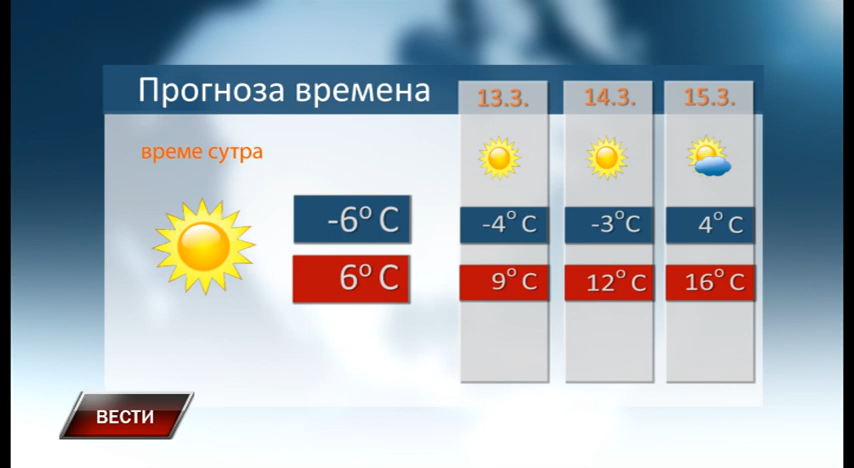 Прогноза времена
време сутра
-6° C
6° C
13.3.
-4° C
9° C
14.3.
-3°C
12° C
15.3.
4° C
16° C
ВЕСТИ